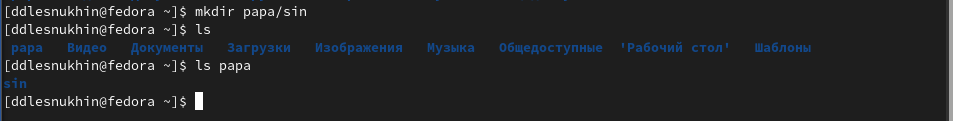 [ddlesnukhin@fedora ~]$ mkdir papa/sin
[ddlesnukhin@fedora ~]$ ls
papa Видео Документы Загрузки Изображения Музыка Общедоступные 'Рабочий стол' Шаблоны
[ddlesnukhin@fedora ~]$ ls papa
sin
[ddlesnukhin@fedora ~]$